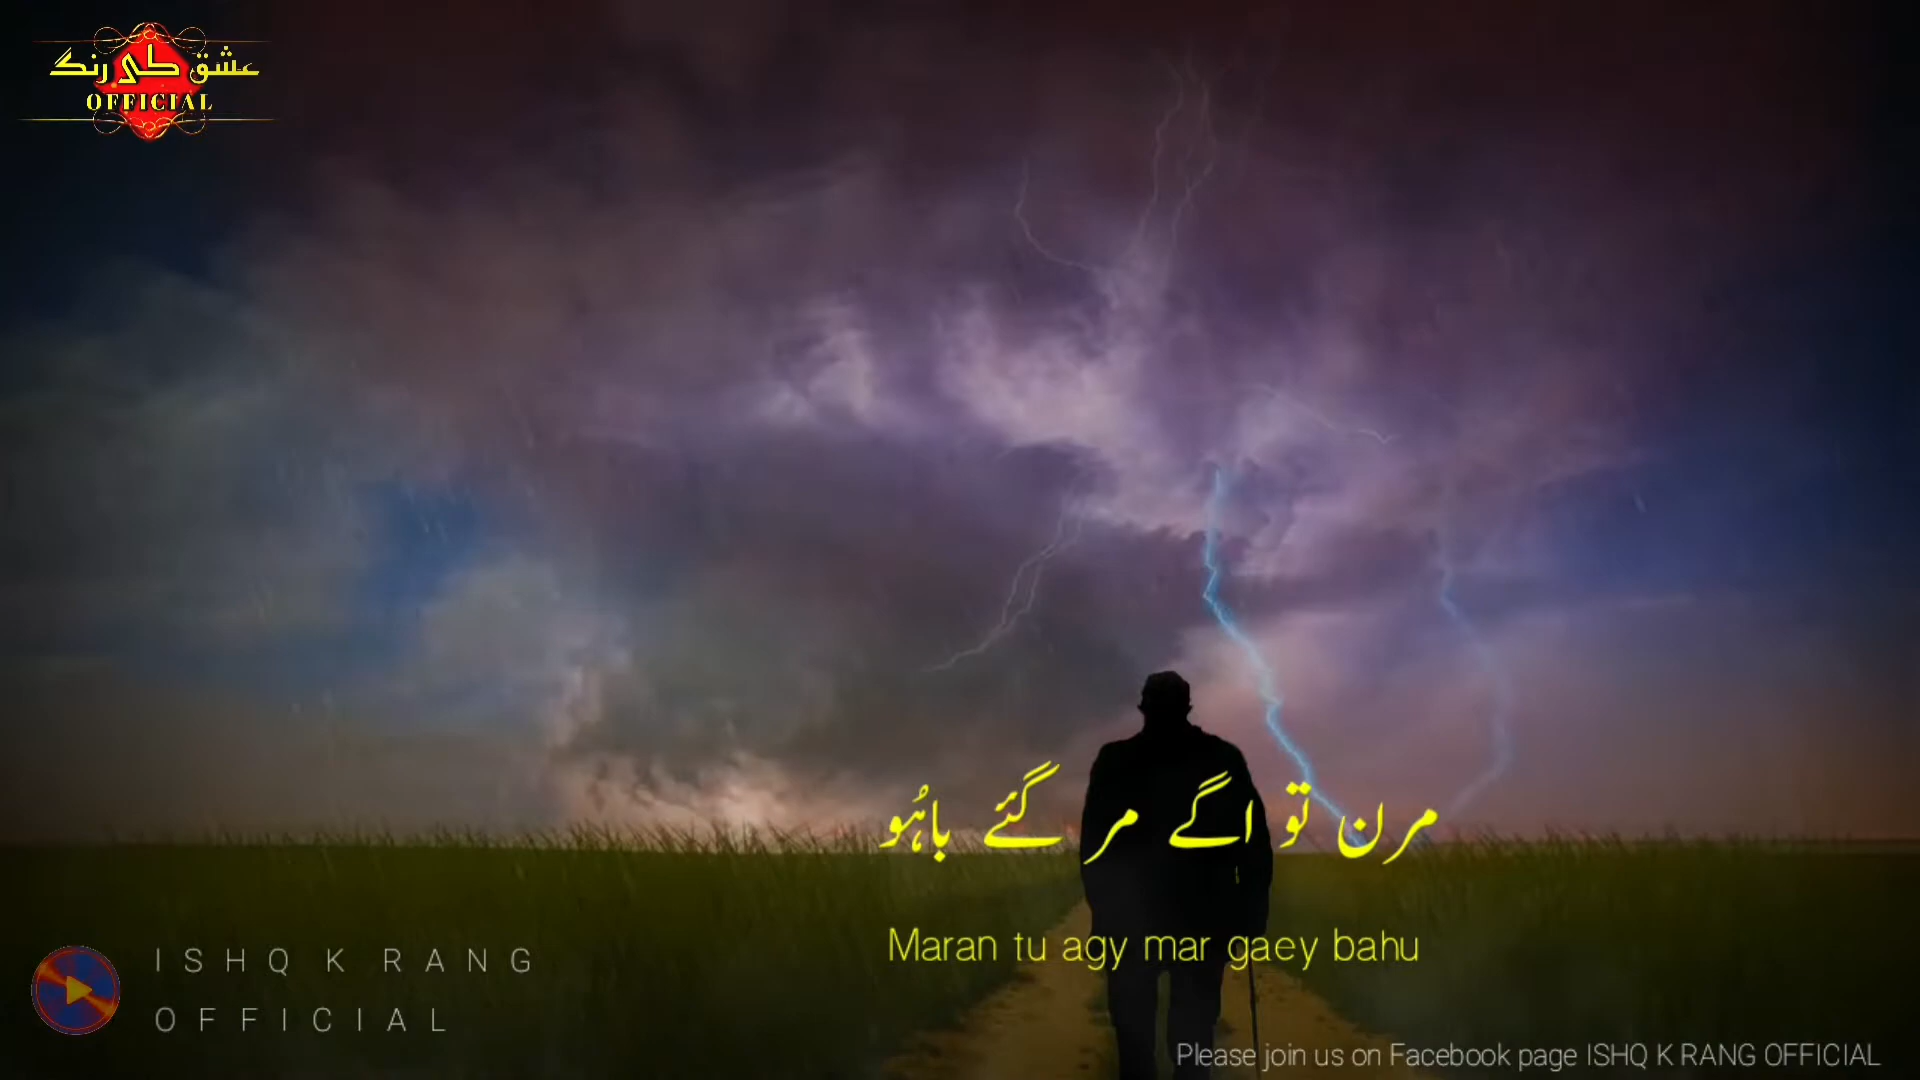 عشق کے رنگ
OFFICIAL
مرن تو اگے مر گئے باہُو
Maran tu agy mar gaey bahu
ISHQ K RANG
OFFICIAL
Please join us on Facebook page ISHQ K RANG OFFICIAL